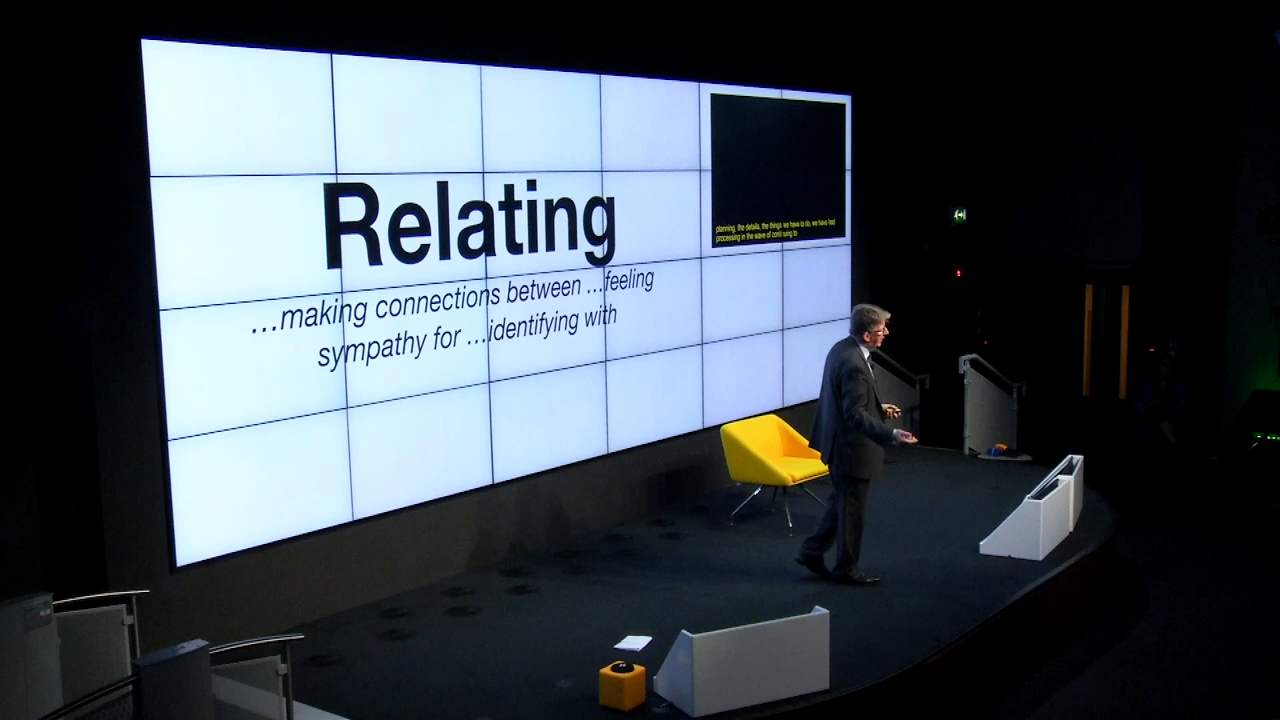 Relating
...making connections between ...feeling
sympathy for ...identifying with
planning, the details, the things we have to do, we have had
processing in the wave of continuing to